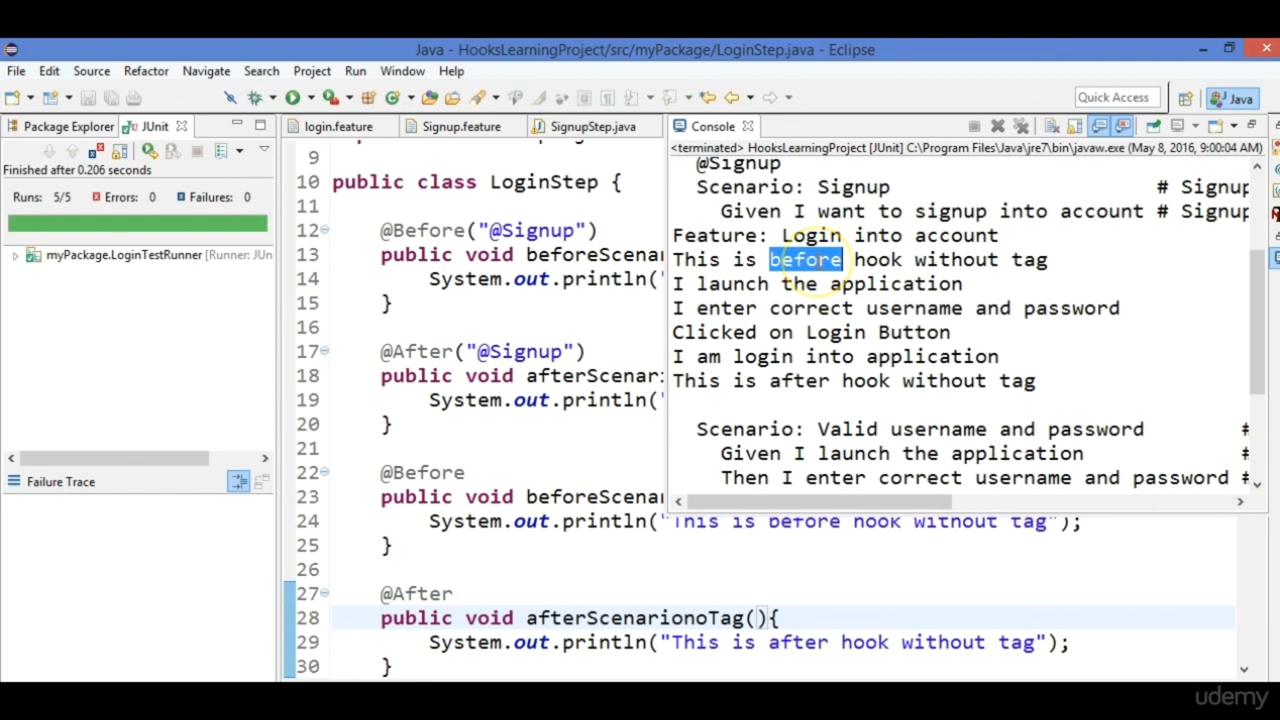 Java - HooksLearningProject/src/myPackage/LoginStep.java - Eclipse
File Edit Source Refactor Navigate Search Project Run Window Help
Quick Access
Java
Package Explorer JUnit
Finished after 0.206 seconds
Runs: 5/5 Errors: 0 Failures: 0
myPackage.LoginTestRunner [Runner: JUn
Failure Trace
login.feature Signup.feature SignupStep.java
9
10 public class LoginStep {
11
12 @Before("@Signup")
13 public void beforeScenar
14 System.out.println("
15 }
16
17 @After("@Signup")
18 public void afterScenari
19 System.out.println("
20 }
21
22 @Before
23 public void beforeScenar
24 System.out.println("This is before hook without tag");
25 }
26
27 @After
28 public void afterScenarionoTag(){
29 System.out.println("This is after hook without tag");
30 }
Console
<terminated> HooksLearningProject [JUnit] C:\Program Files\Java\jre7\bin\javaw.exe (May 8, 2016, 9:00:04 AM)
@Signup
Scenario: Signup # Signup
Given I want to signup into account # Signup
Feature: Login into account
This is before hook without tag
I launch the application
I enter correct username and password
Clicked on Login Button
I am login into application
This is after hook without tag
Scenario: Valid username and password #
Given I launch the application #
Then I enter correct username and password #
udemy